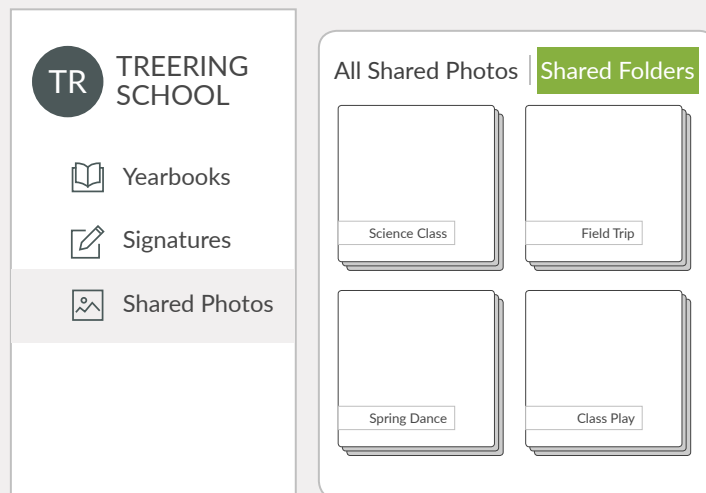 TR
TREERING
SCHOOL
Yearbooks
Signatures
Shared Photos
All Shared Photos
Shared Folders
Science Class
Field Trip
Spring Dance
Class Play